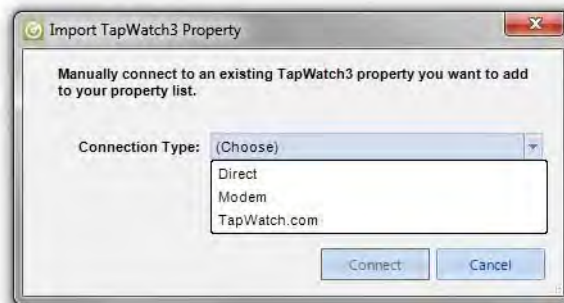 Import TapWatch3 Property
Manually connect to an existing TapWatch3 property you want to add
to your property list.
Connection Type: (Choose)
Direct
Modem
TapWatch.com
Connect Cancel